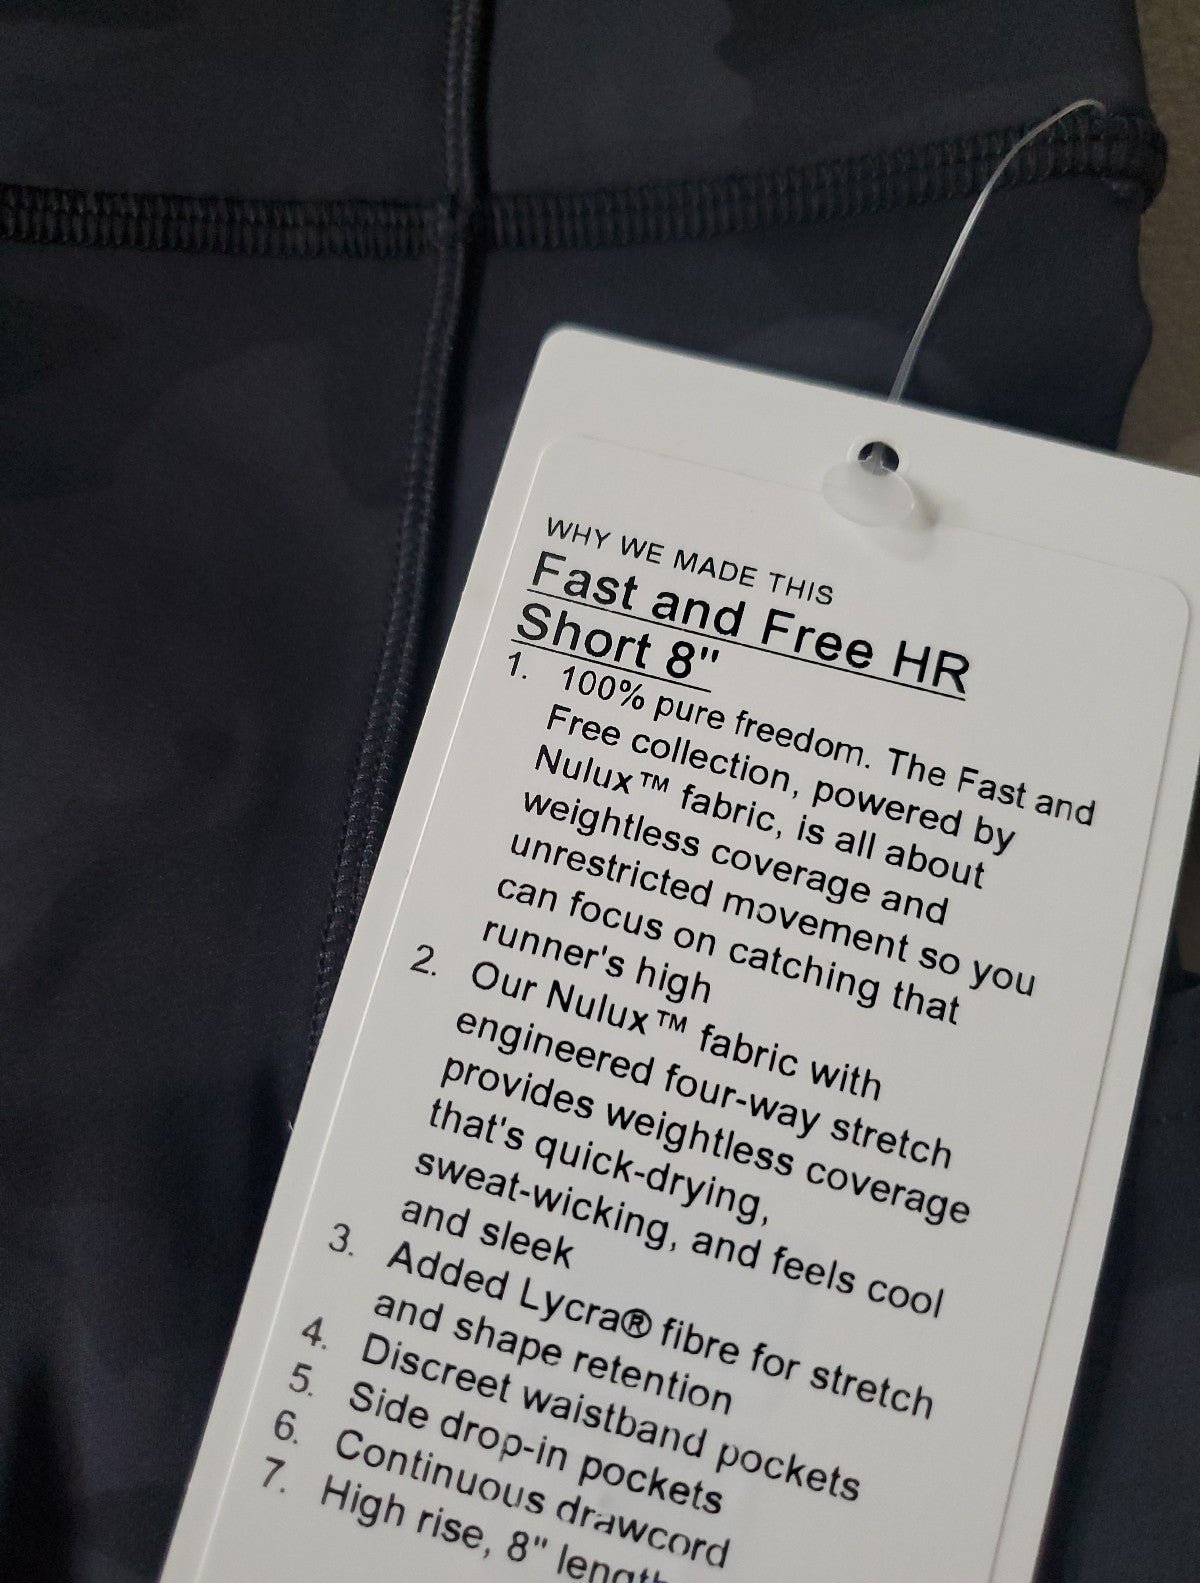 WHY WE MADE THIS
Fast and Free HR
Short 8"
1. 100% pure freedom. The Fast and
Free collection, powered by
Nulux™ fabric, is all about
weightless coverage and
unrestricted movement so you
can focus on catching that
runner's high
2. Our Nulux™ fabric with
engineered four-way stretch
provides weightless coverage
that's quick-drying,
sweat-wicking, and feels cool
and sleek
3. Added Lycra® fibre for stretch
and shape retention
4. Discreet waistband pockets
5. Side drop-in pockets
6. Continuous drawcord
7. High rise, 8" length